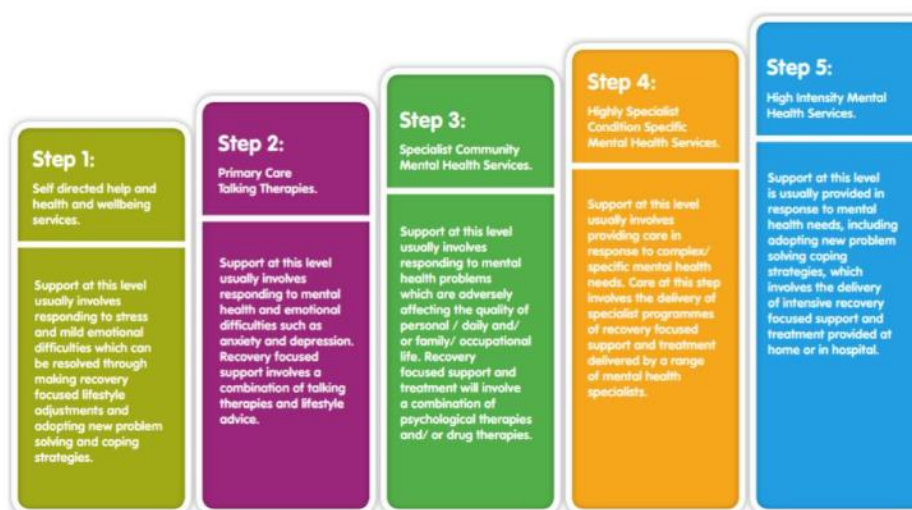 Step 1:
Self directed help and
health and wellbeing
services.
Support at this level
usually involves
responding to stress
and mild emotional
difficulties which can
be resolved through
making recovery
focused lifestyle
adjustments and
adopting new problem
solving and coping
strategies.
Step 2:
Primary Care
Talking Therapies.
Support at this level
usually involves
responding to mental
health and emotional
difficulties such as
anxiety and depression.
Recovery focused
support involves a
combination of talking
therapies and lifestyle
advice.
Step 3:
Specialist Community
Mental Health Services.
Support at this level
usually involves
responding to mental
health problems
which are adversely
affecting the quality of
personal / daily and/
or family/ occupational
life. Recovery
focused support and
treatment will involve
a combination of
psychological therapies
and/ or drug therapies.
Step 4:
Highly Specialist
Condition Specific
Mental Health Services.
Support at this level
usually involves
providing care in
response to complex/
specific mental health
needs. Care at this step
involves the delivery of
specialist programmes
of recovery focused
support and treatment
delivered by a range
of mental health
specialists.
Step 5:
High Intensity Mental
Health Services.
Support at this level
is usually provided in
response to mental
health needs, including
adopting new problem
solving coping
strategies, which
involves the delivery
of intensive recovery
focused support and
treatment provided at
home or in hospital.